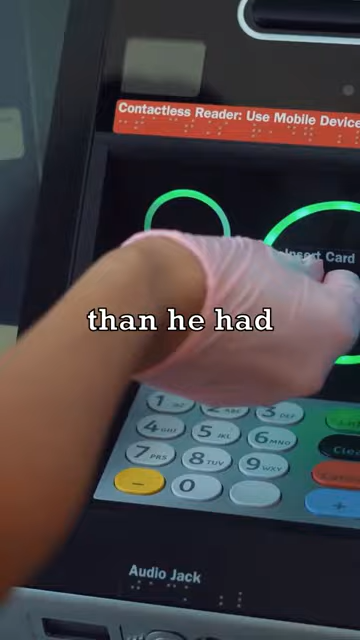 Contactless Reader: Use Mobile Device
Insert Card
than he had
1
2 ABC
3 DEF
4 GHI
5 JKL
6 MNO
7 PRS
8 TUV
9 WXY
Clea
–
0
+
Audio Jack